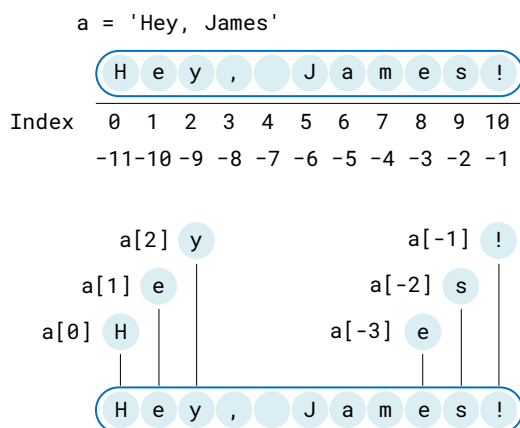 a = 'Hey, James'
H e y ,   J a m e s !
Index 0 1 2 3 4 5 6 7 8 9 10
-11 -10 -9 -8 -7 -6 -5 -4 -3 -2 -1
a[2] y a[-1] !
a[1] e a[-2] s
a[0] H a[-3] e
H e y ,   J a m e s !